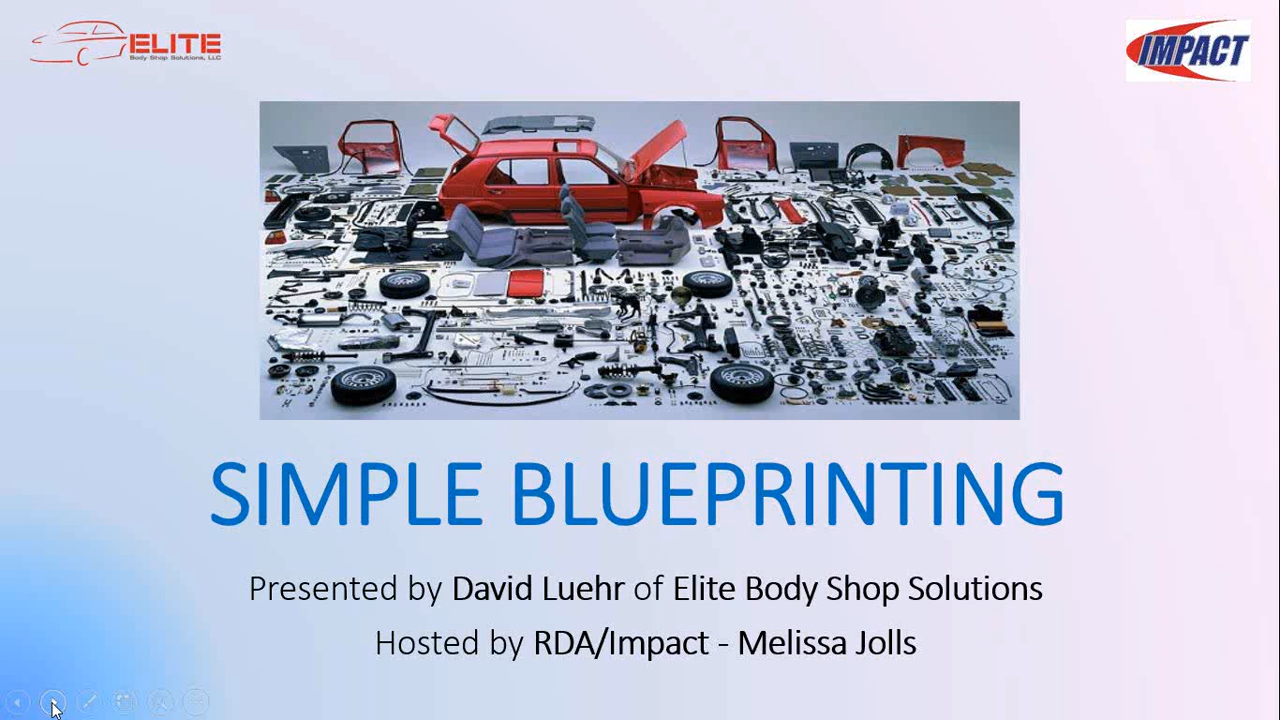 ELITE
Body Shop Solutions, LLC
IMPACT
SIMPLE BLUEPRINTING
Presented by David Luehr of Elite Body Shop Solutions
Hosted by RDA/Impact - Melissa Jolls